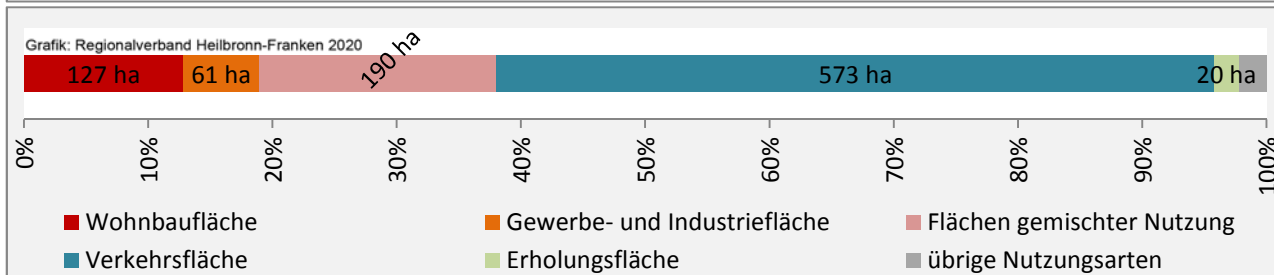 Grafik: Regionalverband Heilbronn-Franken 2020
127 ha 61 ha 190 ha 573 ha 20 ha
0% 10% 20% 30% 40% 50% 60% 70% 80% 90% 100%
Wohnbaufläche Gewerbe- und Industriefläche Flächen gemischter Nutzung
Verkehrsfläche Erholungsfläche übrige Nutzungsarten